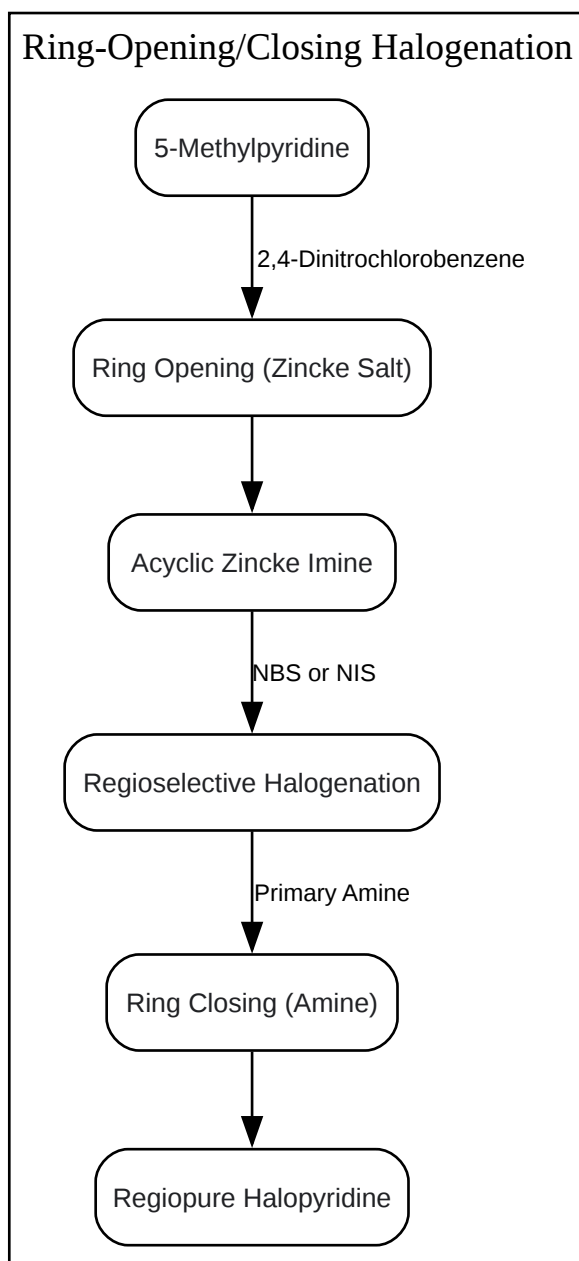 Ring-Opening/Closing Halogenation
5-Methylpyridine
2,4-Dinitrochlorobenzene
Ring Opening (Zincke Salt)
Acyclic Zincke Imine
NBS or NIS
Regioselective Halogenation
Primary Amine
Ring Closing (Amine)
Regiopure Halopyridine